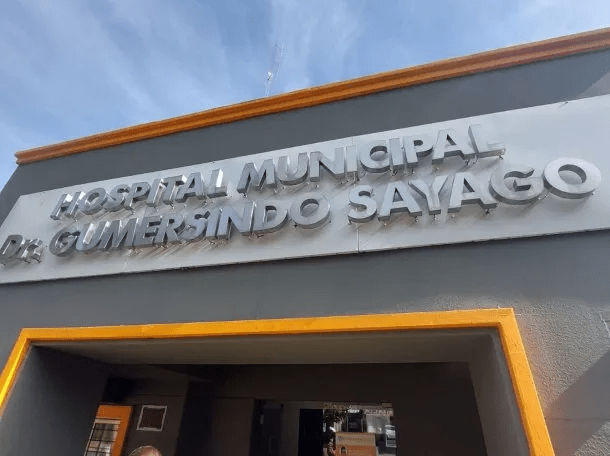 HOSPITAL MUNICIPAL
Dr. GUMERSINDO SAYAGO